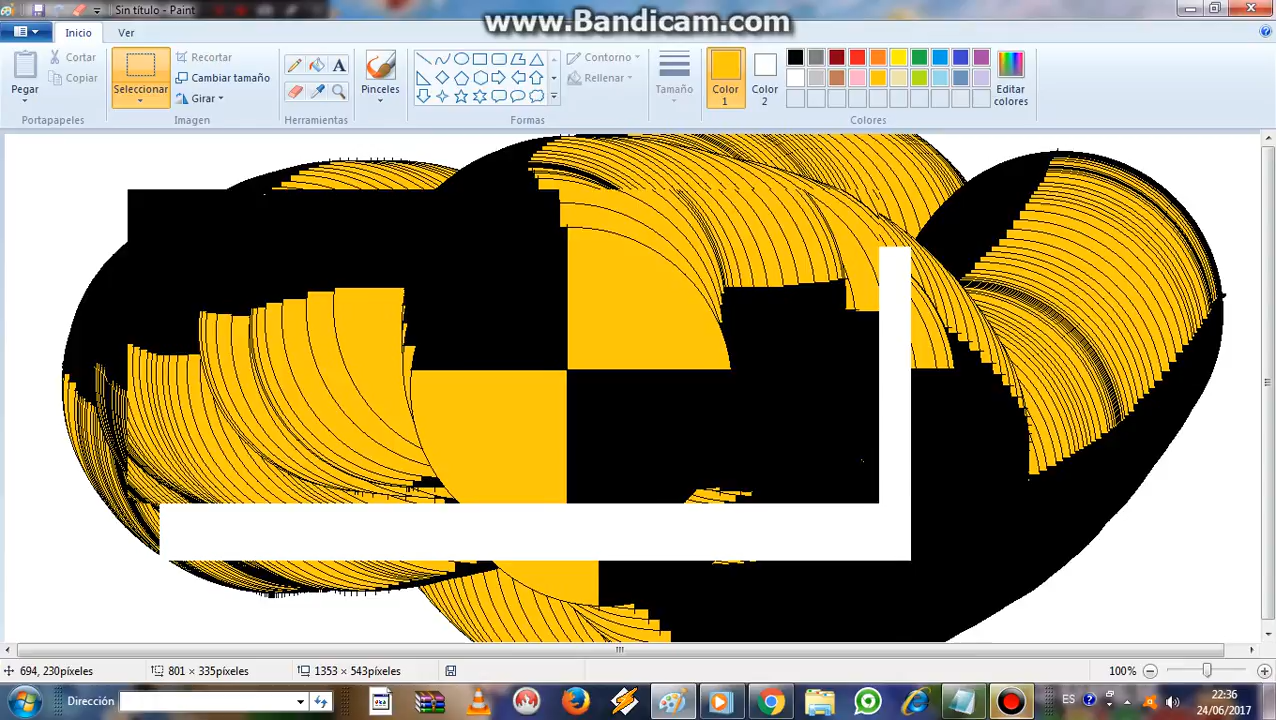 Sin título - Paint
www.Bandicam.com
Inicio
Ver
Pegar
Cortar
Copi
Portapapeles
Seleccionar
Recortar
Cambiar tamaño
Girar
Imagen
A
Herramientas
Pinceles
Contorno
Rellenar
Formas
Tamaño
Color
1
Color
2
Editar
colores
Colores
694, 230píxeles
801 × 335píxeles
1353 × 543píxeles
100%
Dirección
ES
22:36
24/06/2017